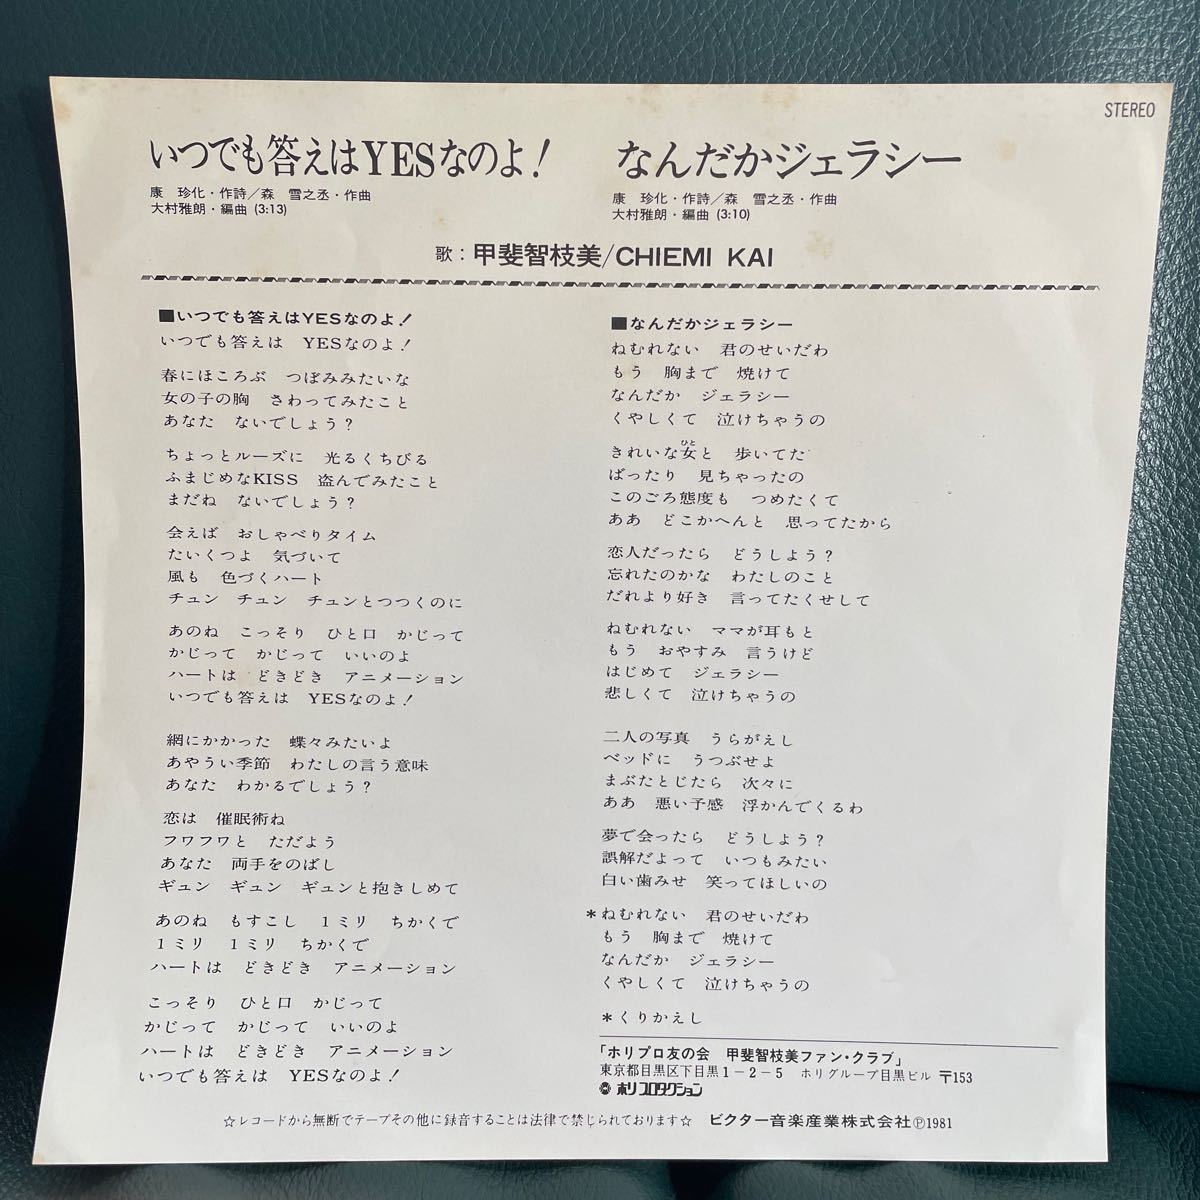 STEREO
いつでも答えはYESなのよ!
康 珍化・作詩/森 雪之丞・作曲
大村雅朗・編曲 (3:13)
なんだかジェラシー
康 珍化・作詩/森 雪之丞・作曲
大村雅朗・編曲 (3:10)
歌:甲斐智枝美/CHIEMI KAI
■いつでも答えはYESなのよ!
いつでも答えは YESなのよ!
春にほころぶ つぼみみたいな
女の子の胸 さわってみたこと
あなた ないでしょう?
ちょっとルーズに 光るくちびる
ふまじめなKISS 盗んでみたこと
まだね ないでしょう?
会えば おしゃべりタイム
たいくつよ 気づいて
風も 色づくハート
チュン チュン チュンとつつくのに
あのね こっそり ひと口 かじって
かじって かじって いいのよ
ハートは どきどき アニメーション
いつでも答えは YESなのよ!
網にかかった 蝶々みたいよ
あやうい季節 わたしの言う意味
あなた わかるでしょう?
恋は 催眠術ね
フワフワと ただよう
あなた 両手をのばし
ギュン ギュン ギュンと抱きしめて
あのね もすこし 1ミリ ちかくで
1ミリ 1ミリ ちかくで
ハートは どきどき アニメーション
こっそり ひと口 かじって
かじって かじって いいのよ
ハートは どきどき アニメーション
いつでも答えは YESなのよ!
■なんだかジェラシー
ねむれない 君のせいだわ
もう 胸まで 焼けて
なんだか ジェラシー
くやしくて 泣けちゃうの
きれいな女と 歩いてた
ひと
ばったり 見ちゃったの
このごろ態度も つめたくて
ああ どこかへんと 思ってたから
恋人だったら どうしよう?
忘れたのかな わたしのこと
だれより好き 言ってたくせして
ねむれない ママが耳もと
もう おやすみ 言うけど
はじめて ジェラシー
悲しくて 泣けちゃうの
二人の写真 うらがえし
ベッドに うつぶせよ
まぶたとじたら 次々に
ああ 悪い予感 浮かんでくるわ
夢で会ったら どうしよう?
誤解だよって いつもみたい
白い歯みせ 笑ってほしいの
*ねむれない 君のせいだわ
もう 胸まで 焼けて
なんだか ジェラシー
くやしくて 泣けちゃうの
*くりかえし
「ホリプロ友の会 甲斐智枝美ファン・クラブ」
東京都目黒区下目黒1-2-5 ホリグループ目黒ビル 〒153
ホリプロダクション
☆レコードから無断でテープその他に録音することは法律で禁じられております☆ ビクター音楽産業株式会社Ⓟ1981